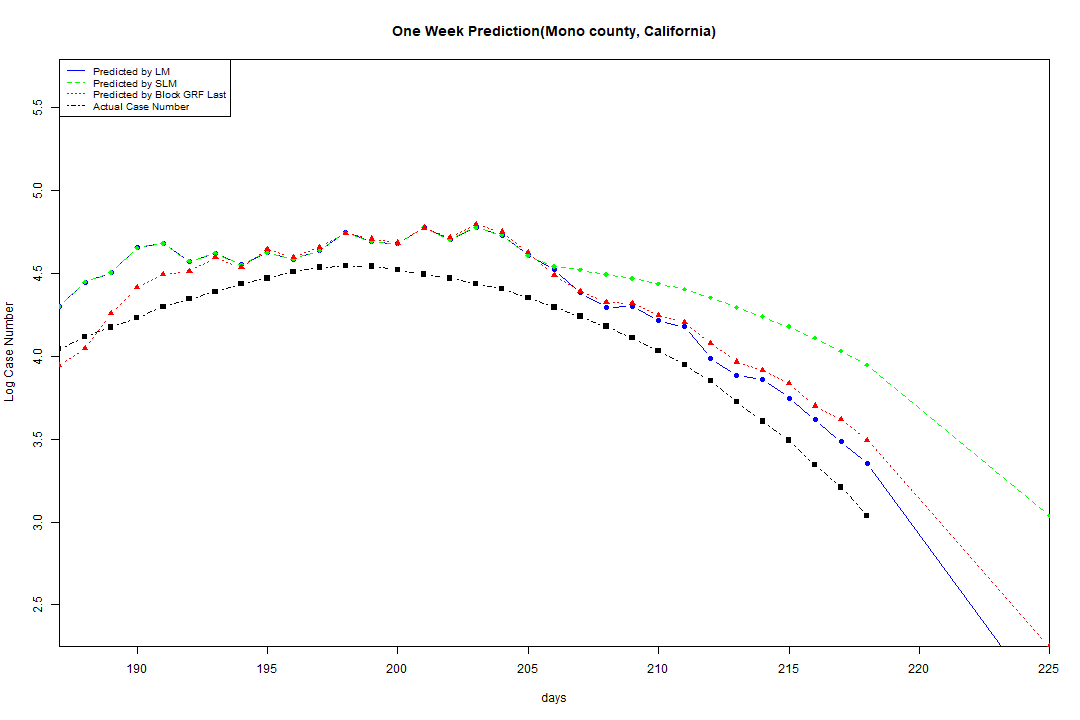 One Week Prediction(Mono county, California)
Predicted by LM
Predicted by SLM
Predicted by Block GRF Last
Actual Case Number
5.5
5.0
4.5
4.0
3.5
3.0
2.5
Log Case Number
190 195 200 205 210 215 220 225
days